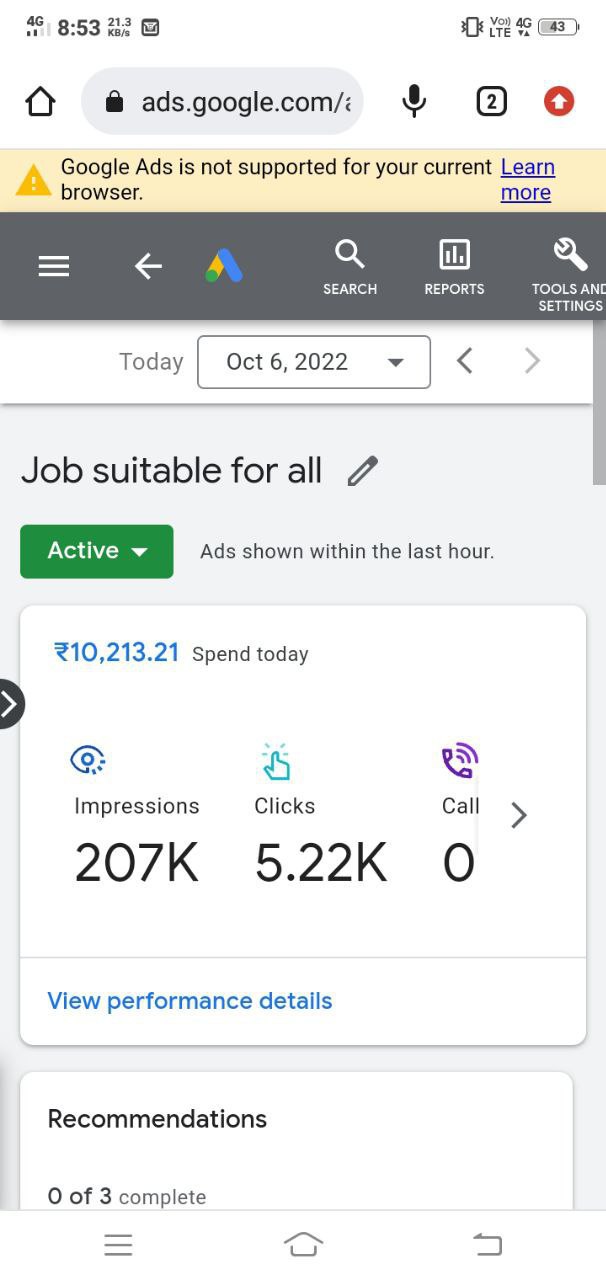 4G 8:53 21.3 KB/s Vo)) LTE 4G 43
ads.google.com/a 2
Google Ads is not supported for your current browser. Learn more
SEARCH REPORTS TOOLS AND SETTINGS
Today Oct 6, 2022
Job suitable for all
Active Ads shown within the last hour.
₹10,213.21 Spend today
Impressions Clicks Call
207K 5.22K 0
View performance details
Recommendations
0 of 3 complete